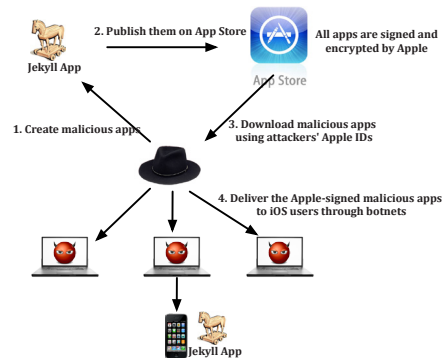 2. Publish them on App Store
All apps are signed and
encrypted by Apple
Jekyll App
App Store
1. Create malicious apps
3. Download malicious apps
using attackers' Apple IDs
4. Deliver the Apple-signed malicious apps
to iOS users through botnets
Jekyll App